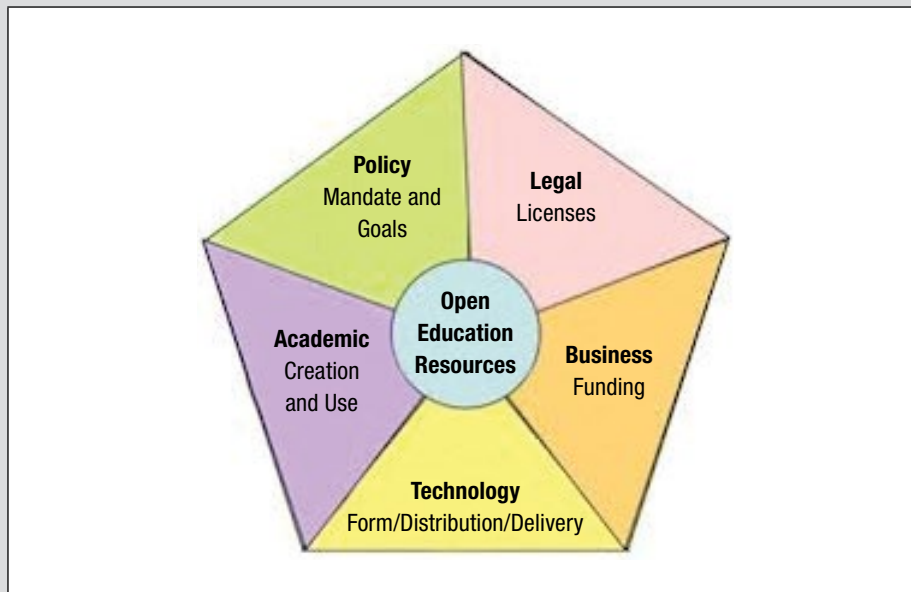 Policy
Mandate and
Goals
Legal
Licenses
Open
Education
Resources
Academic
Creation
and Use
Business
Funding
Technology
Form/Distribution/Delivery